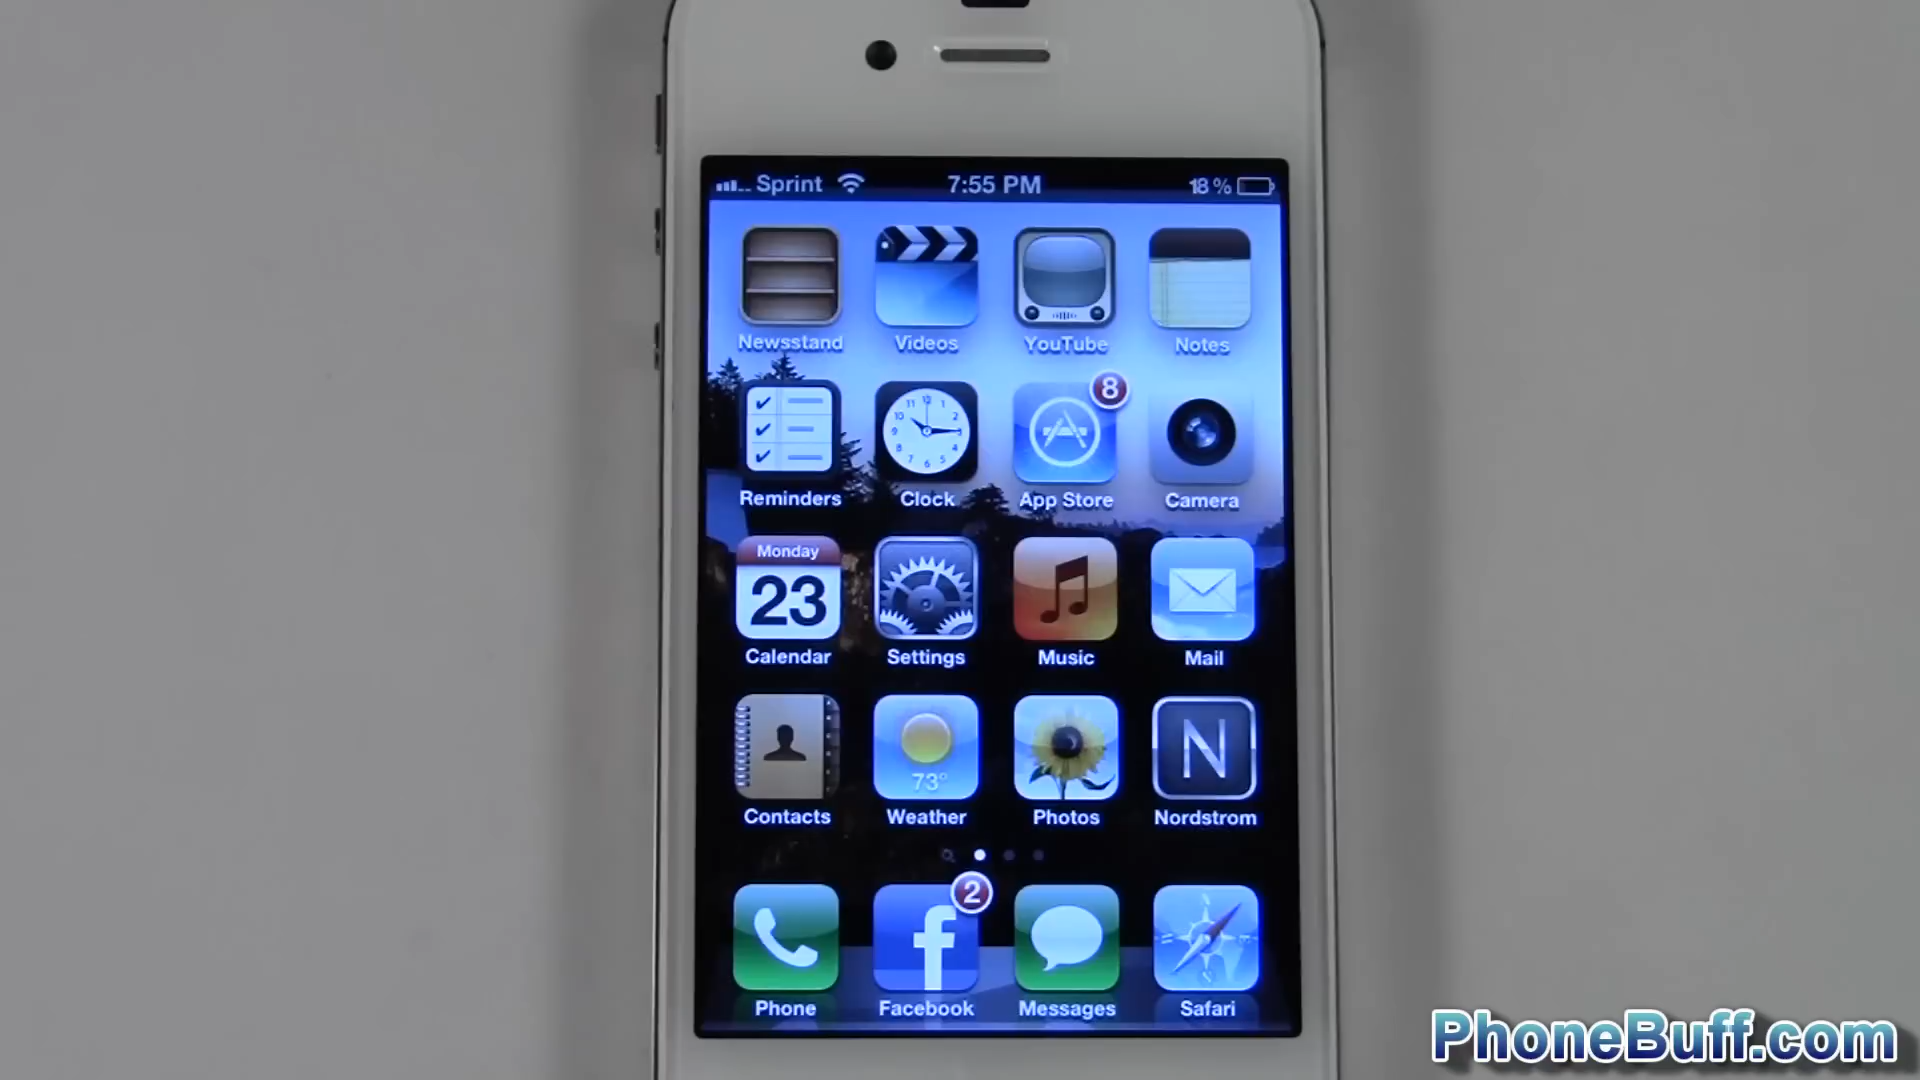 Sprint 7:55 PM 18 %
Newsstand Videos YouTube Notes
8
Reminders Clock App Store Camera
Monday
23
Calendar Settings Music Mail
73°
N
Contacts Weather Photos Nordstrom
2
f
Phone Facebook Messages Safari
PhoneBuff.com